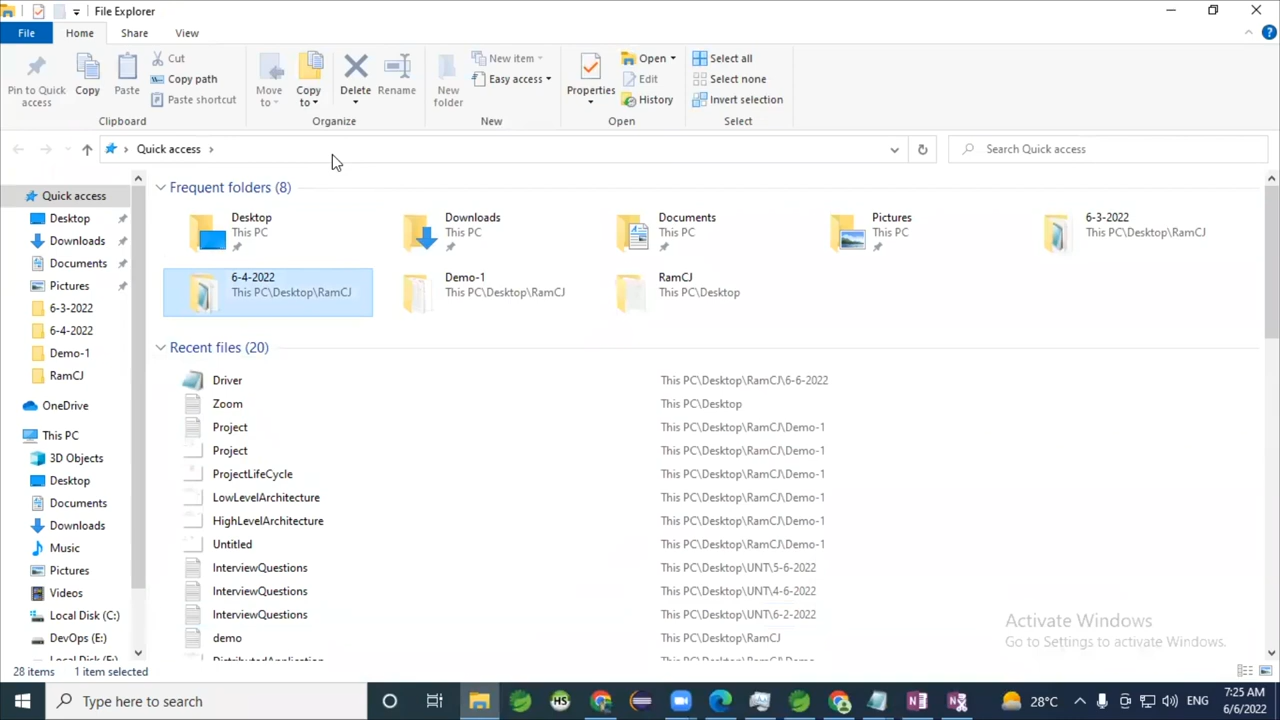 File Explorer
File Home Share View
Pin to Quick access
Copy
Paste
Cut
Copy path
Paste shortcut
Clipboard
Move to
Copy to
Delete
Rename
Organize
New folder
New item
Easy access
New
Properties
Open
Edit
History
Open
Select all
Select none
Invert selection
Select
Quick access
Search Quick access
Quick access
Desktop
Downloads
Documents
Pictures
6-3-2022
6-4-2022
Demo-1
RamCJ
OneDrive
This PC
3D Objects
Desktop
Documents
Downloads
Music
Pictures
Videos
Local Disk (C:)
DevOps (E:)
Frequent folders (8)
Desktop
This PC
Downloads
This PC
Documents
This PC
Pictures
This PC
6-3-2022
This PC\Desktop\RamCJ
6-4-2022
This PC\Desktop\RamCJ
Demo-1
This PC\Desktop\RamCJ
RamCJ
This PC\Desktop
Recent files (20)
Driver This PC\Desktop\RamCJ\6-6-2022
Zoom This PC\Desktop
Project This PC\Desktop\RamCJ\Demo-1
Project This PC\Desktop\RamCJ\Demo-1
ProjectLifeCycle This PC\Desktop\RamCJ\Demo-1
LowLevelArchitecture This PC\Desktop\RamCJ\Demo-1
HighLevelArchitecture This PC\Desktop\RamCJ\Demo-1
Untitled This PC\Desktop\RamCJ\Demo-1
InterviewQuestions This PC\Desktop\UNT\5-6-2022
InterviewQuestions This PC\Desktop\UNT\4-6-2022
InterviewQuestions This PC\Desktop\UNT\6-2-2022
demo This PC\Desktop\RamCJ
Activate Windows
Go to Settings to activate Windows.
28 items 1 item selected
Type here to search
HS
28°C
ENG
7:25 AM
6/6/2022